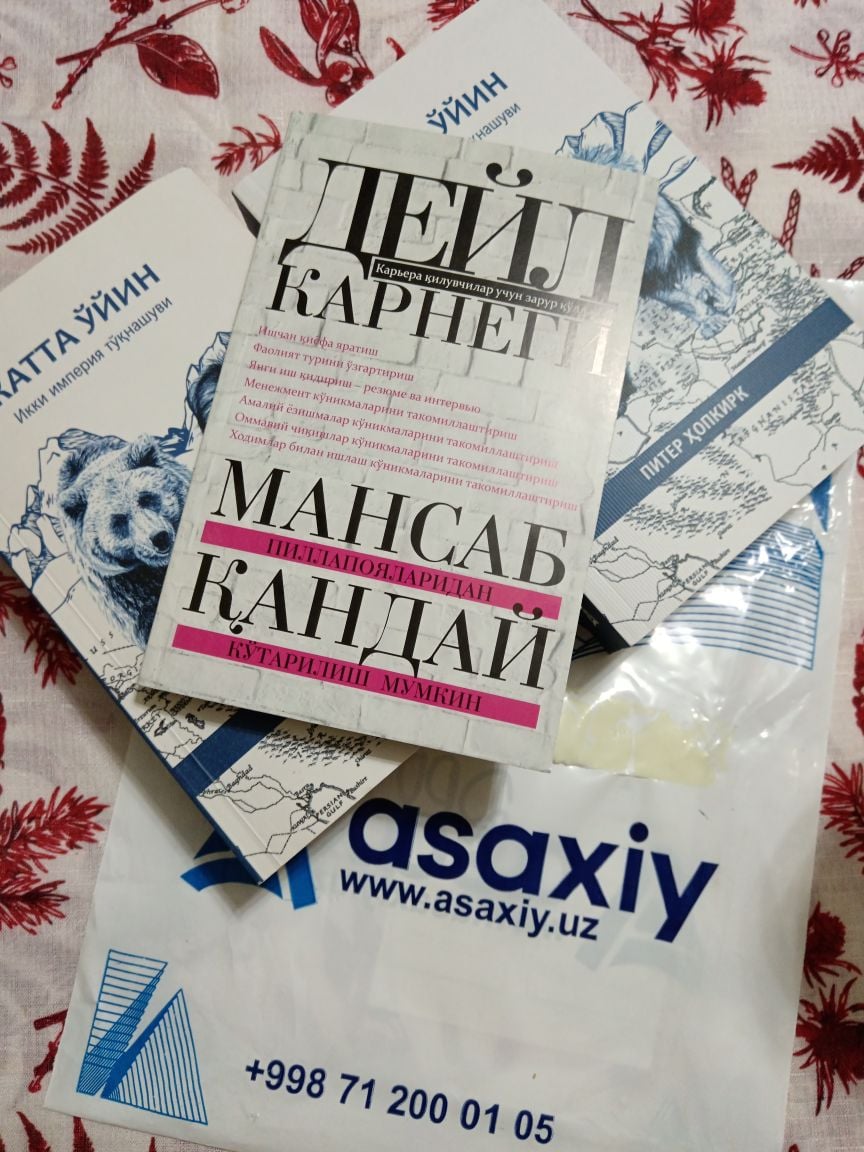 ЎЙИН
КАТТА ЎЙИН
Икки империя тўқнашуви
ДЕЙЛ
Карьера қилувчилар учун зарур
КАРНЕГИ
Ишчан қиёфа яратиш
Фаолият турини ўзгартириш
Янги иш қидириш – резюме ва интервью
Менежмент кўникмаларини такомиллаштириш
Амалий ёзишмалар кўникмаларини такомиллаштириш
Оммавий чиқишлар кўникмаларини такомиллаштириш
Ходимлар билан ишлаш кўникмаларини такомиллаштириш
МАНСАБ
ПИЛЛАПОЯЛАРИДАН
ҚАНДАЙ
КЎТАРИЛИШ МУМКИН
ПИТЕР ҲОПКИРК
PERSIAN
GULF
asaxiy
www.asaxiy.uz
+998 71 200 01 05